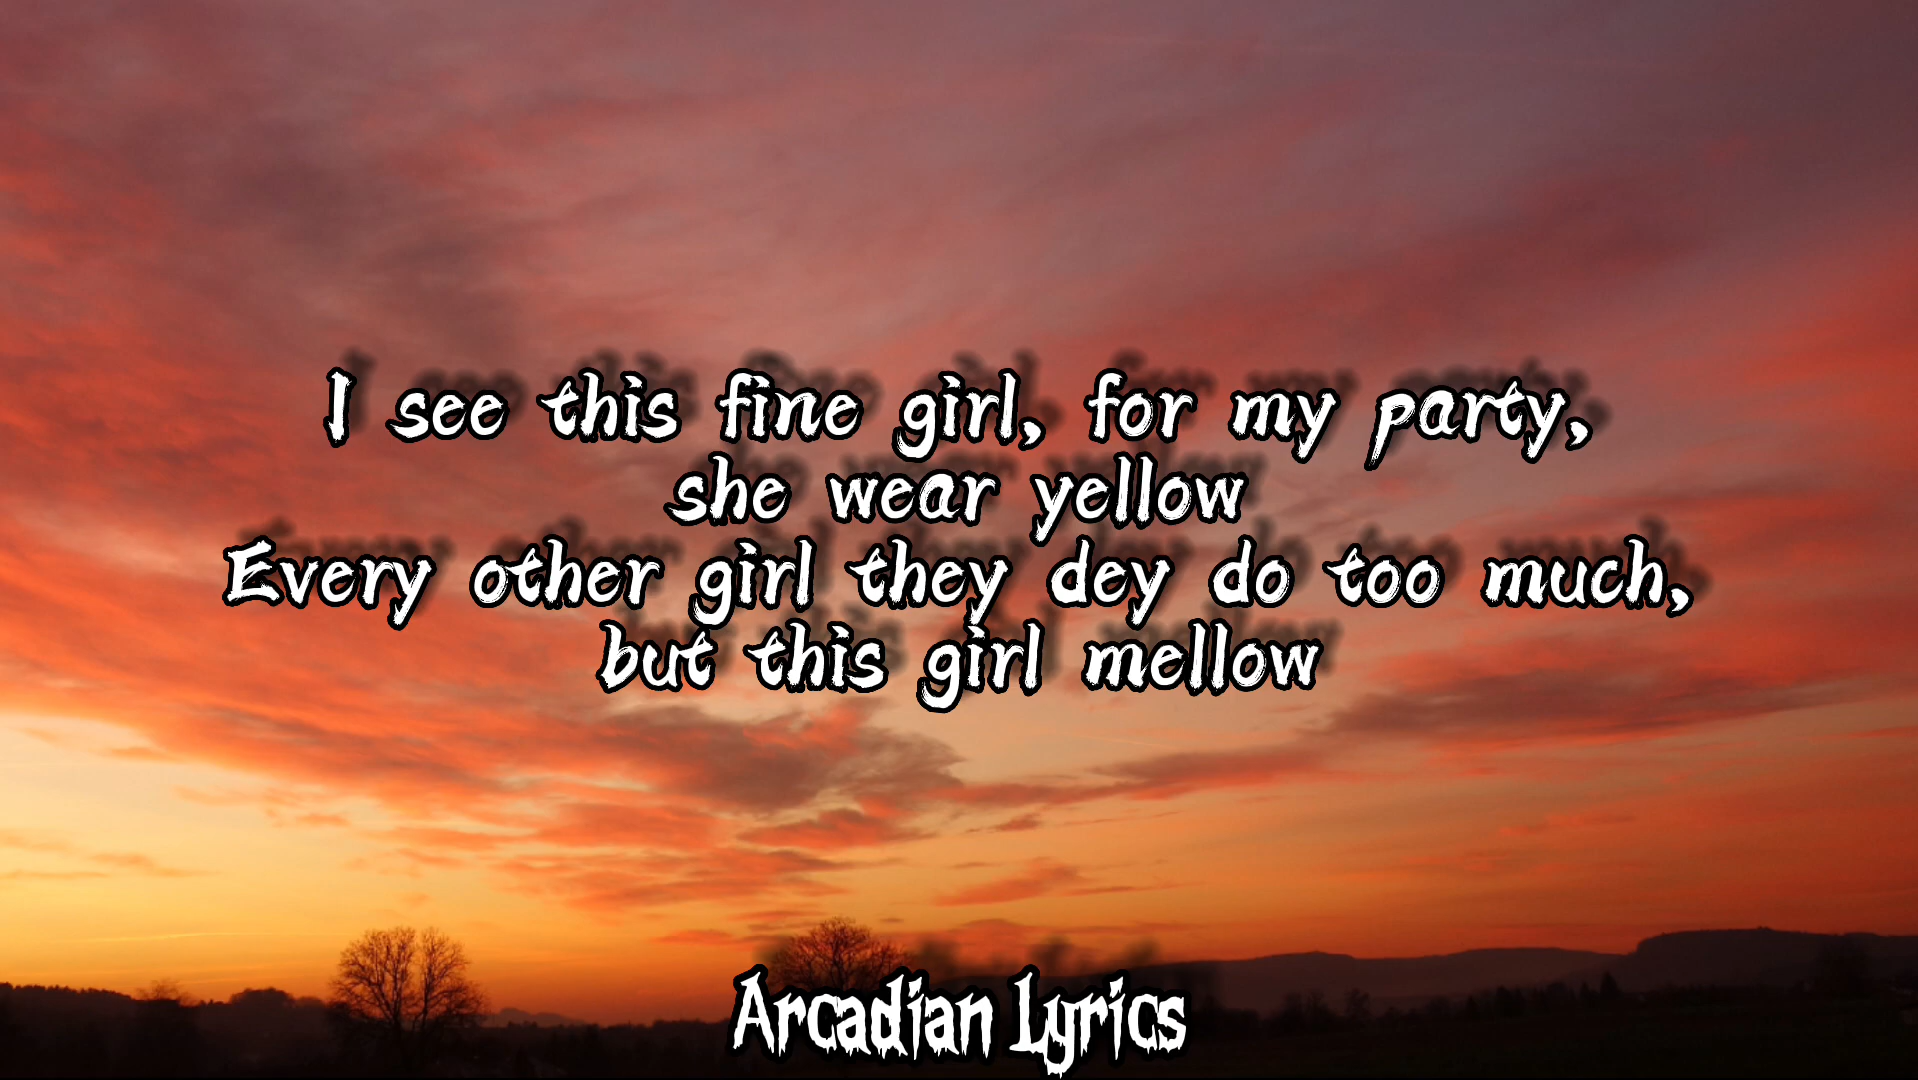 I see this fine girl, for my party,
she wear yellow
Every other girl they dey do too much,
but this girl mellow
Arcadian Lyrics